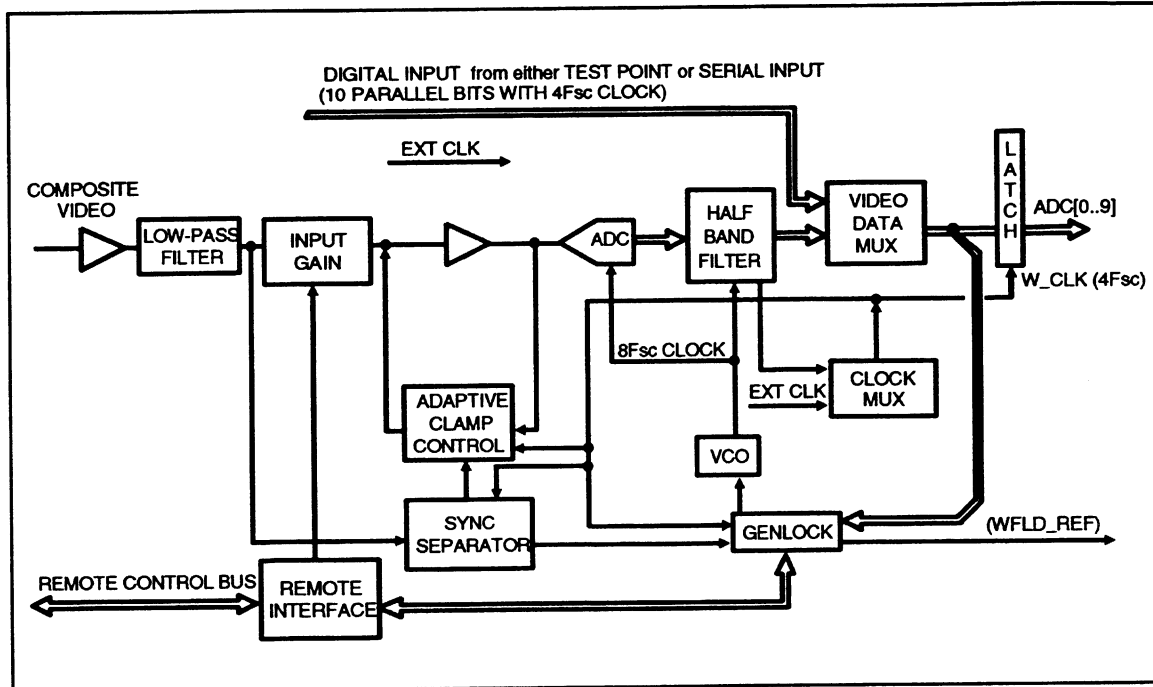 DIGITAL INPUT from either TEST POINT or SERIAL INPUT
(10 PARALLEL BITS WITH 4Fsc CLOCK)
EXT CLK
COMPOSITE
VIDEO
LOW-PASS
FILTER
INPUT
GAIN
ADC
HALF
BAND
FILTER
VIDEO
DATA
MUX
LATCH
ADC[0..9]
W_CLK (4Fsc)
8Fsc CLOCK
EXT CLK
CLOCK
MUX
ADAPTIVE
CLAMP
CONTROL
VCO
SYNC
SEPARATOR
GENLOCK
(WFLD_REF)
REMOTE CONTROL BUS
REMOTE
INTERFACE